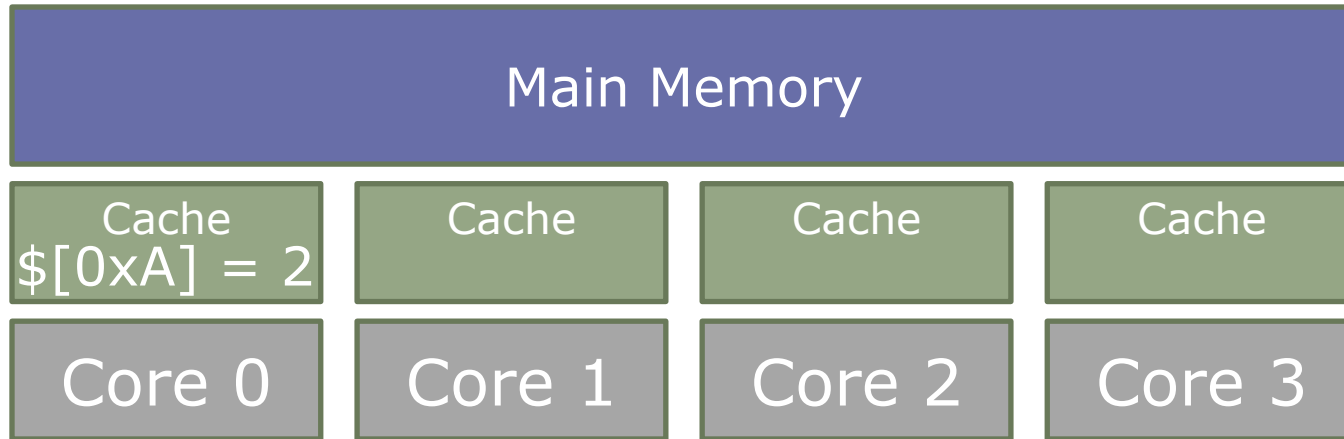 Main Memory
Cache
$[0xA] = 2
Cache
Cache
Cache
Core 0
Core 1
Core 2
Core 3